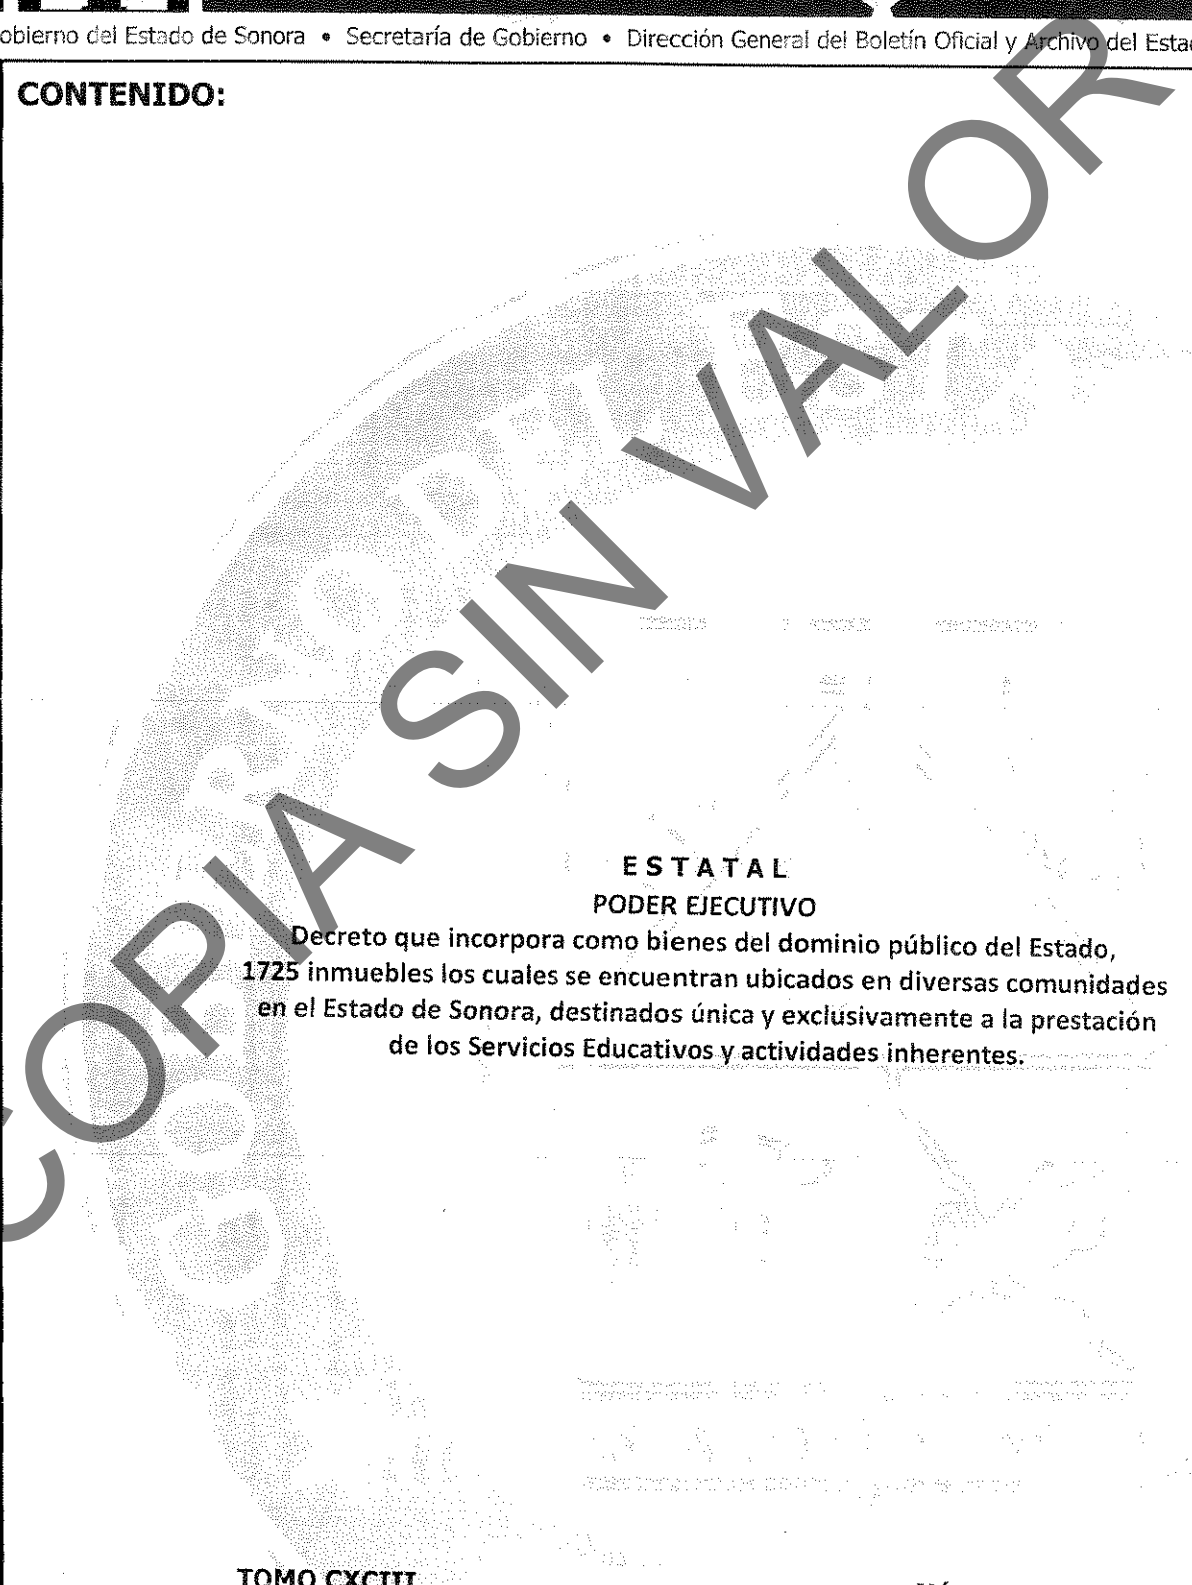 obierno del Estado de Sonora • Secretaría de Gobierno • Dirección General del Boletín Oficial y Archivo del Esta
CONTENIDO:
COPIA SIN VALOR
GOBIERNO DEL ESTA
E S T A T A L
PODER EJECUTIVO
Decreto que incorpora como bienes del dominio público del Estado,
1725 inmuebles los cuales se encuentran ubicados en diversas comunidades
en el Estado de Sonora, destinados única y exclusivamente a la prestación
de los Servicios Educativos y actividades inherentes.
TOMO CXCIII